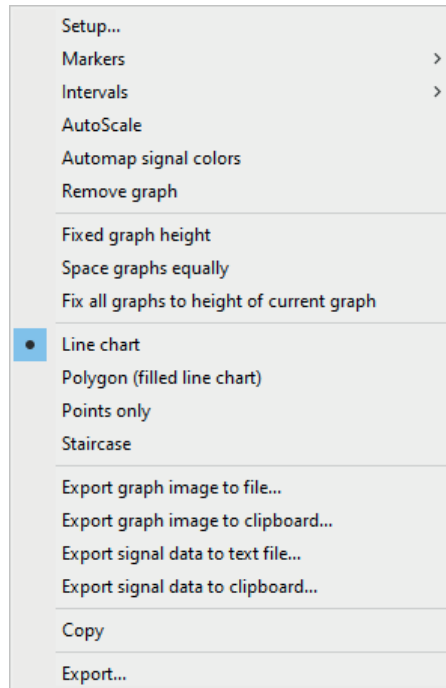 Setup...
Markers
Intervals
AutoScale
Automap signal colors
Remove graph
Fixed graph height
Space graphs equally
Fix all graphs to height of current graph
Line chart
Polygon (filled line chart)
Points only
Staircase
Export graph image to file...
Export graph image to clipboard...
Export signal data to text file...
Export signal data to clipboard...
Copy
Export...